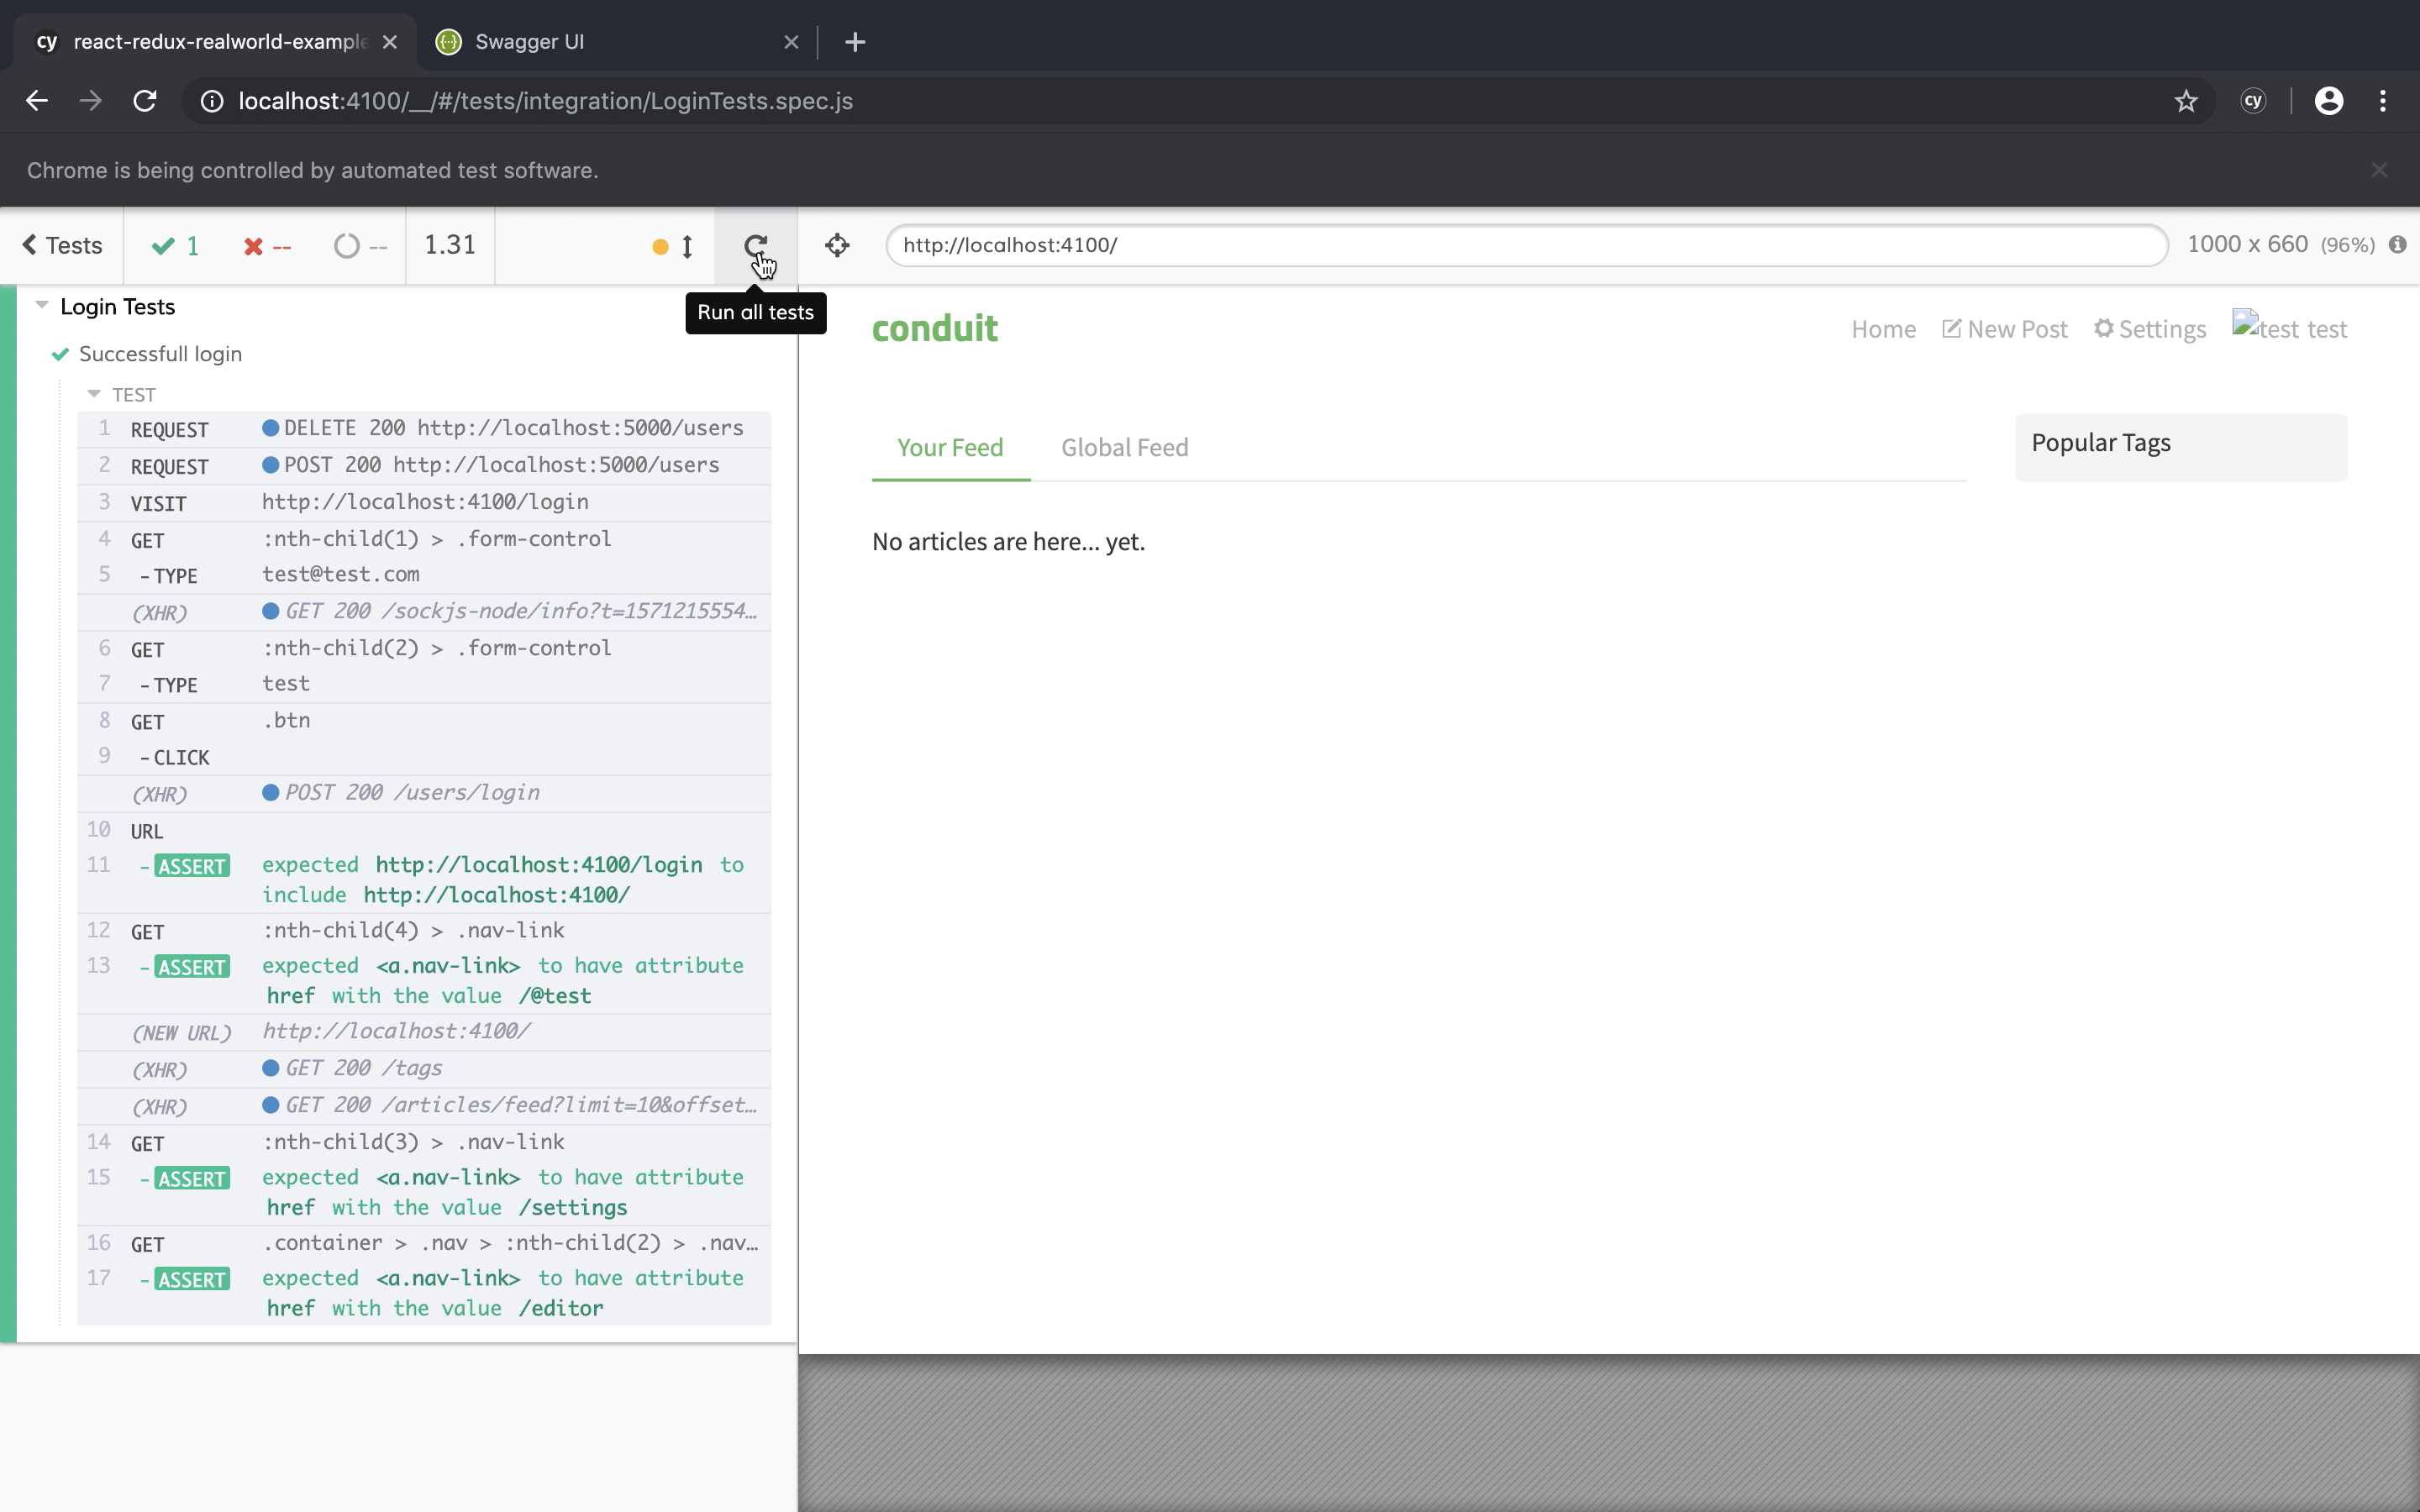 cy react-redux-realworld-example
Swagger UI
localhost:4100/__/#/tests/integration/LoginTests.spec.js
cy
Chrome is being controlled by automated test software.
Tests
1
--
--
1.31
http://localhost:4100/
1000 x 660 (96%)
Run all tests
Login Tests
Successfull login
TEST
1 REQUEST DELETE 200 http://localhost:5000/users
2 REQUEST POST 200 http://localhost:5000/users
3 VISIT http://localhost:4100/login
4 GET :nth-child(1) > .form-control
5 -TYPE test@test.com
(XHR) GET 200 /sockjs-node/info?t=1571215554…
6 GET :nth-child(2) > .form-control
7 -TYPE test
8 GET .btn
9 -CLICK
(XHR) POST 200 /users/login
10 URL
11 -ASSERT expected http://localhost:4100/login to
include http://localhost:4100/
12 GET :nth-child(4) > .nav-link
13 -ASSERT expected <a.nav-link> to have attribute
href with the value /@test
(NEW URL) http://localhost:4100/
(XHR) GET 200 /tags
(XHR) GET 200 /articles/feed?limit=10&offset…
14 GET :nth-child(3) > .nav-link
15 -ASSERT expected <a.nav-link> to have attribute
href with the value /settings
16 GET .container > .nav > :nth-child(2) > .nav…
17 -ASSERT expected <a.nav-link> to have attribute
href with the value /editor
conduit
Home New Post Settings test test
Your Feed Global Feed
Popular Tags
No articles are here... yet.